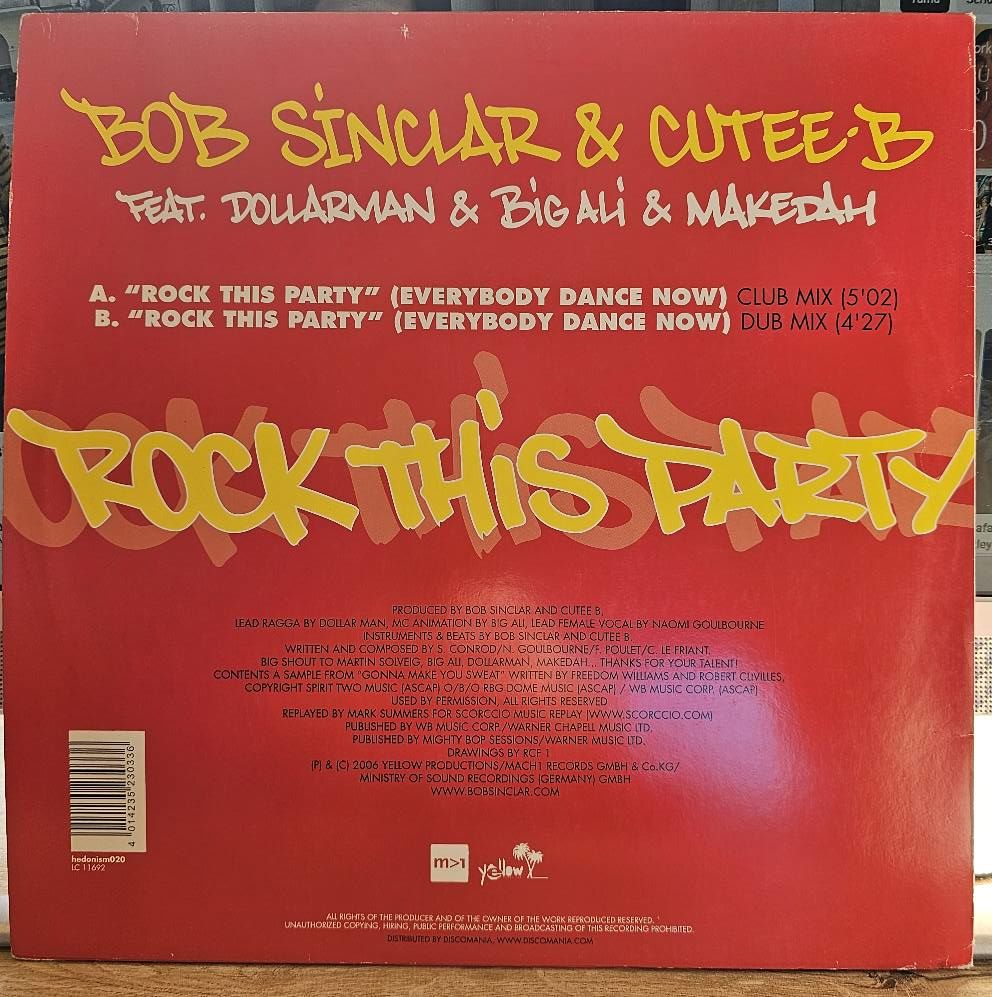 BOB SINCLAR & CUTEE·B
FEAT. DOLLARMAN & BIG ALI & MAKEDAH
A. "ROCK THIS PARTY" (EVERYBODY DANCE NOW) CLUB MIX (5'02)
B. "ROCK THIS PARTY" (EVERYBODY DANCE NOW) DUB MIX (4'27)
ROCK THIS PARTY
PRODUCED BY BOB SINCLAR AND CUTEE B,
LEAD RAGGA BY DOLLAR MAN, MC ANIMATION BY BIG ALI, LEAD FEMALE VOCAL BY NAOMI GOULBOURNE
INSTRUMENTS & BEATS BY BOB SINCLAR AND CUTEE B.
WRITTEN AND COMPOSED BY S. CONROD/N. GOULBOURNE/F. POULET/C. LE FRIANT.
BIG SHOUT TO MARTIN SOLVEIG, BIG ALI, DOLLARMAN, MAKEDAH... THANKS FOR YOUR TALENT!
CONTENTS A SAMPLE FROM "GONNA MAKE YOU SWEAT" WRITTEN BY FREEDOM WILLIAMS AND ROBERT CLIVILLES,
COPYRIGHT SPIRIT TWO MUSIC (ASCAP) O/B/O RBG DOME MUSIC (ASCAP) / WB MUSIC CORP. (ASCAP)
USED BY PERMISSION, ALL RIGHTS RESERVED
REPLAYED BY MARK SUMMERS FOR SCORCCIO MUSIC REPLAY (WWW.SCORCCIO.COM)
PUBLISHED BY WB MUSIC CORP./WARNER CHAPELL MUSIC LTD.
PUBLISHED BY MIGHTY BOP SESSIONS/WARNER MUSIC LTD.
DRAWINGS BY RCF 1
(P) & (C) 2006 YELLOW PRODUCTIONS/MACH1 RECORDS GMBH & Co.KG/
MINISTRY OF SOUND RECORDINGS (GERMANY) GMBH
WWW.BOBSINCLAR.COM
4 014235 230336
hedonism020
LC 11692
m>1
yellow
ALL RIGHTS OF THE PRODUCER AND OF THE OWNER OF THE WORK REPRODUCED RESERVED.
UNAUTHORIZED COPYING, HIRING, PUBLIC PERFORMANCE AND BROADCASTING OF THIS RECORDING PROHIBITED.
DISTRIBUTED BY DISCOMANIA, WWW.DISCOMANIA.COM